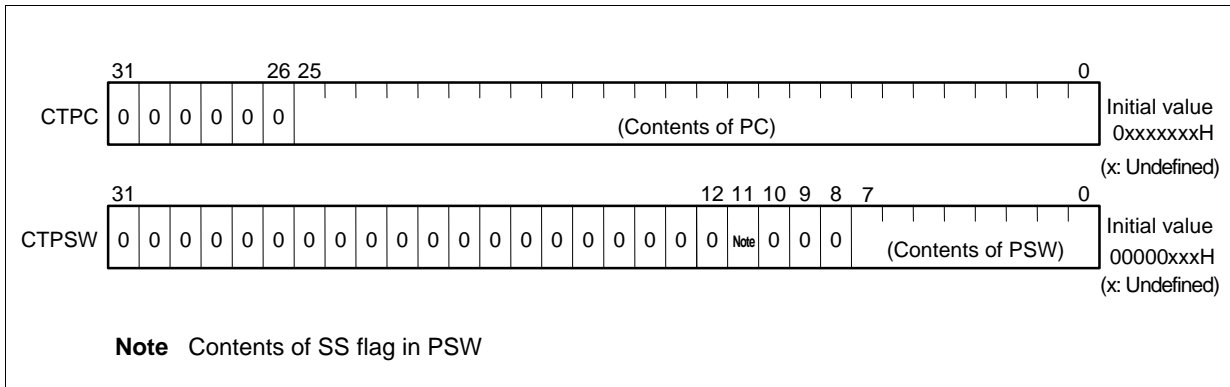 31 26 25 0
CTPC 0 0 0 0 0 0 (Contents of PC) Initial value
0xxxxxxxH
(x: Undefined)
31 12 11 10 9 8 7 0
CTPSW 0 0 0 0 0 0 0 0 0 0 0 0 0 0 0 0 0 0 0 0 Note 0 0 0 (Contents of PSW) Initial value
00000xxxH
(x: Undefined)
Note Contents of SS flag in PSW